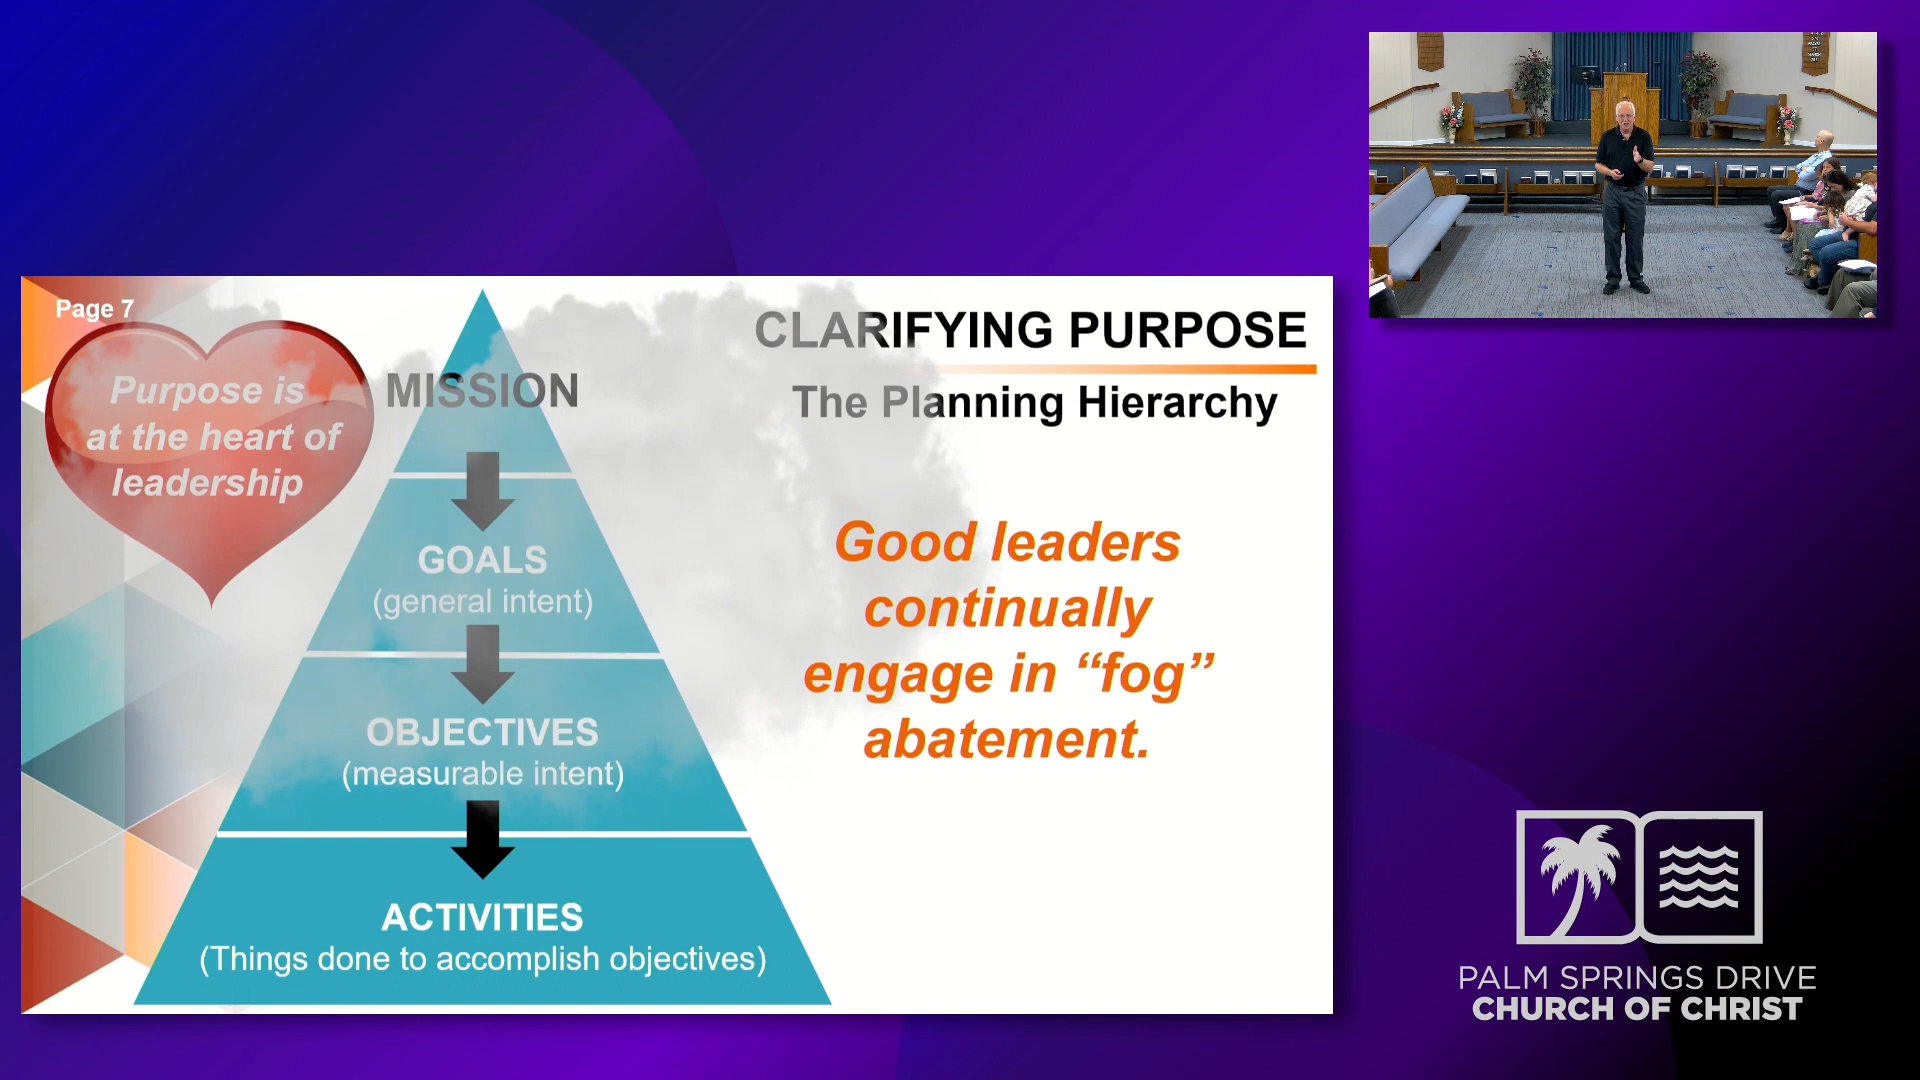 Page 7
Purpose is
at the heart of
leadership
MISSION
GOALS
(general intent)
OBJECTIVES
(measurable intent)
ACTIVITIES
(Things done to accomplish objectives)
CLARIFYING PURPOSE
The Planning Hierarchy
Good leaders
continually
engage in “fog”
abatement.
PALM SPRINGS DRIVE
CHURCH OF CHRIST